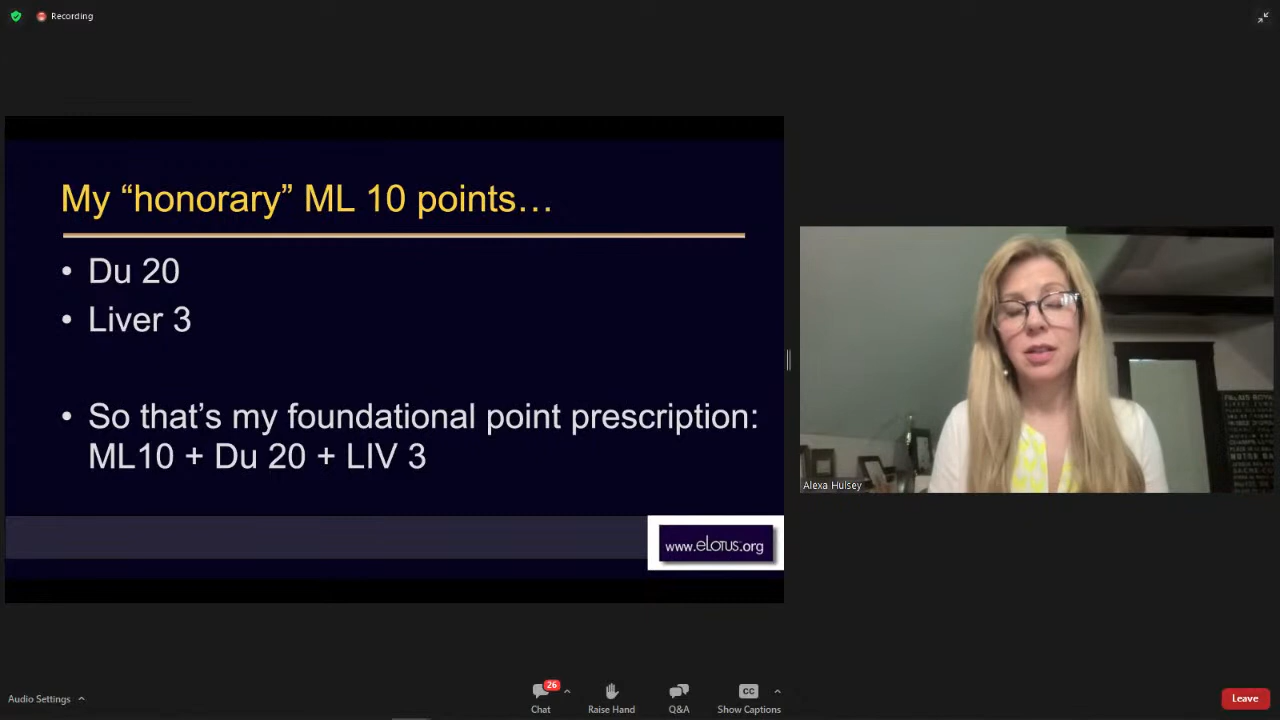 Recording
My “honorary” ML 10 points…
• Du 20
• Liver 3
• So that’s my foundational point prescription:
ML10 + Du 20 + LIV 3
www.eLotus.org
Alexa Hulsey
Audio Settings
26
Chat
Raise Hand
Q&A
CC
Show Captions
Leave